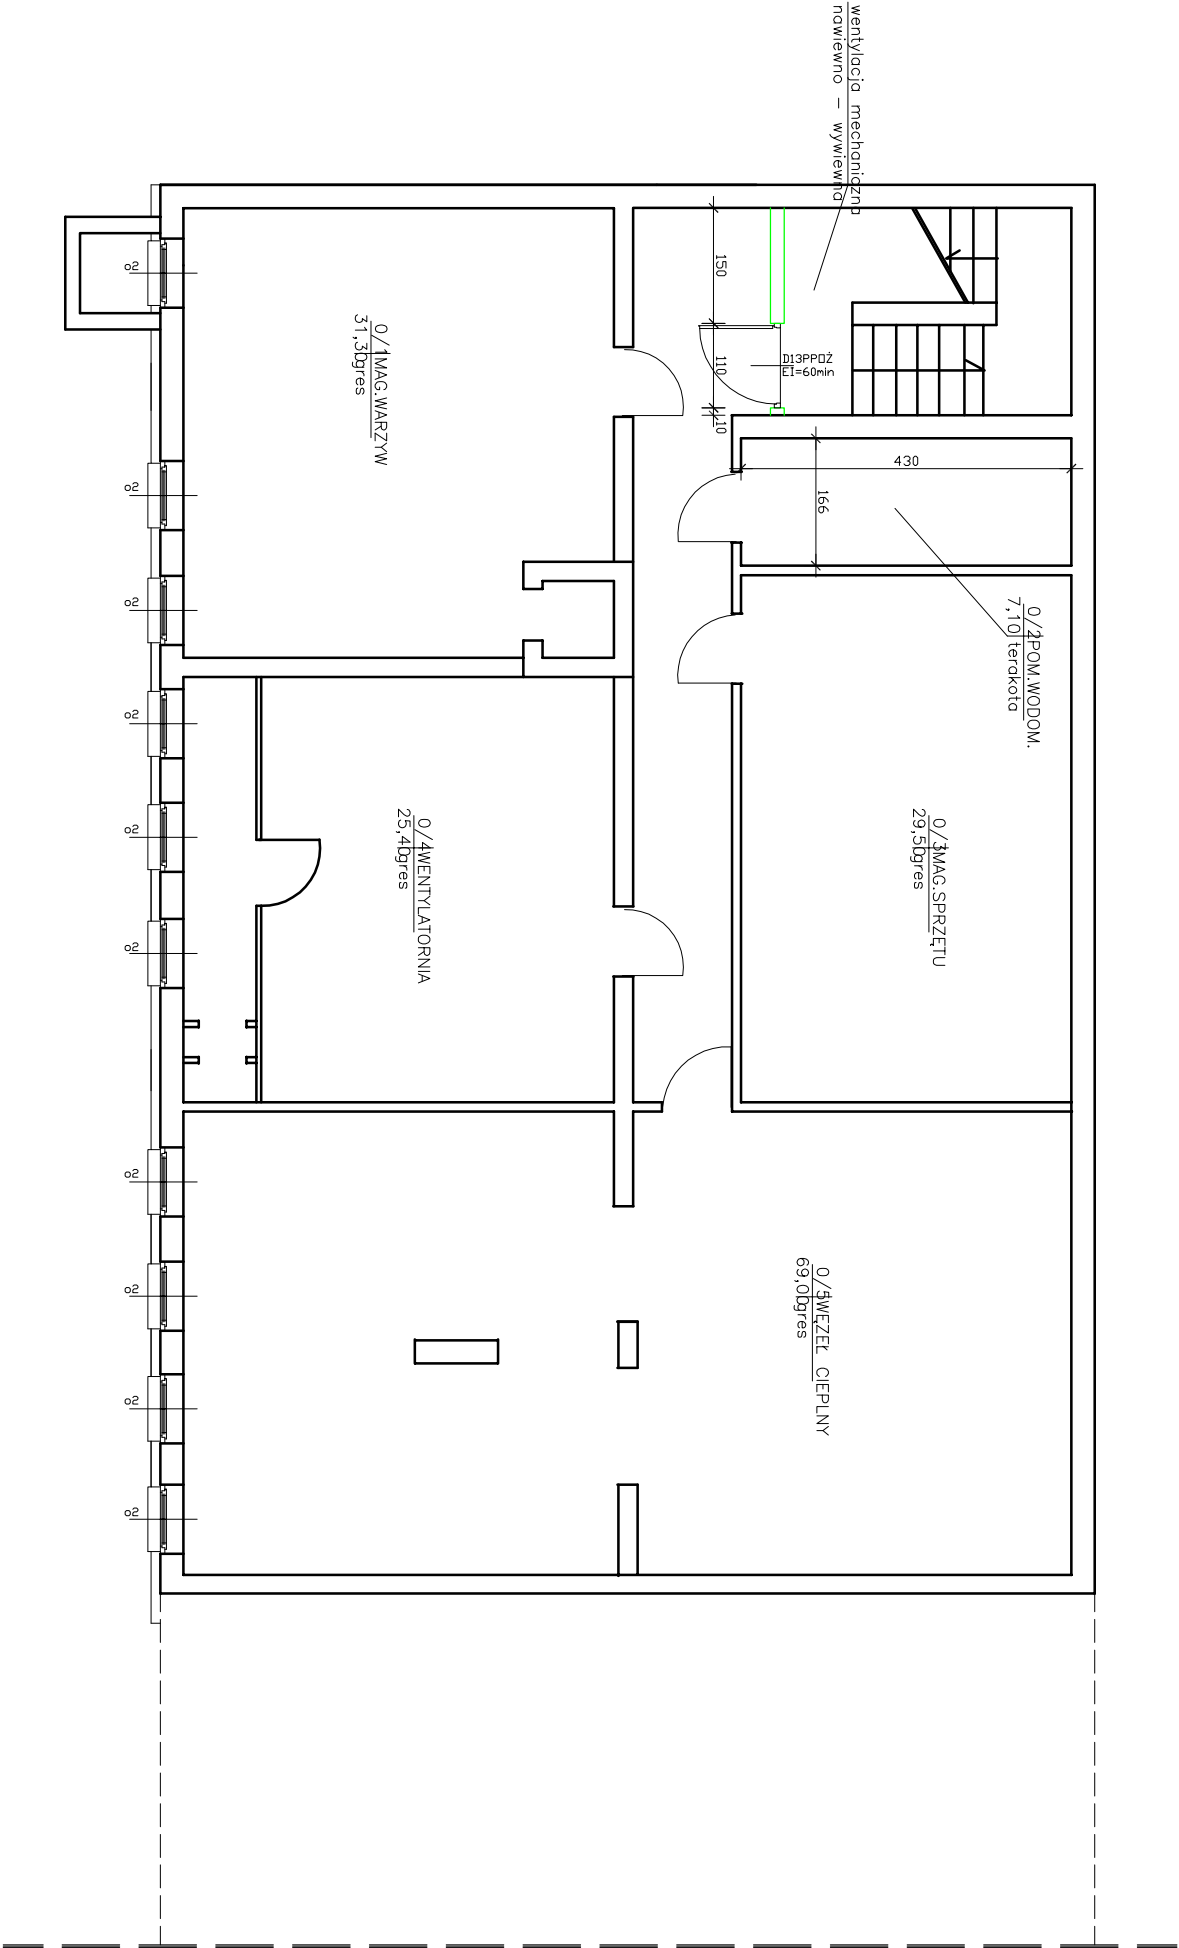 wentylacja mechaniczna
nawiewno – wywiewna
150
110
10
D13PPOŻ
EI=60min
430
166
0/1MAG.WARZYW
31,30gres
0/2POM.WODOM.
7,10 terakota
0/3MAG.SPRZĘTU
29,50gres
0/4WENTYLATORNIA
25,40gres
0/5WĘZEŁ CIEPLNY
69,00gres
o2
o2
o2
o2
o2
o2
o2
o2
o2
o2